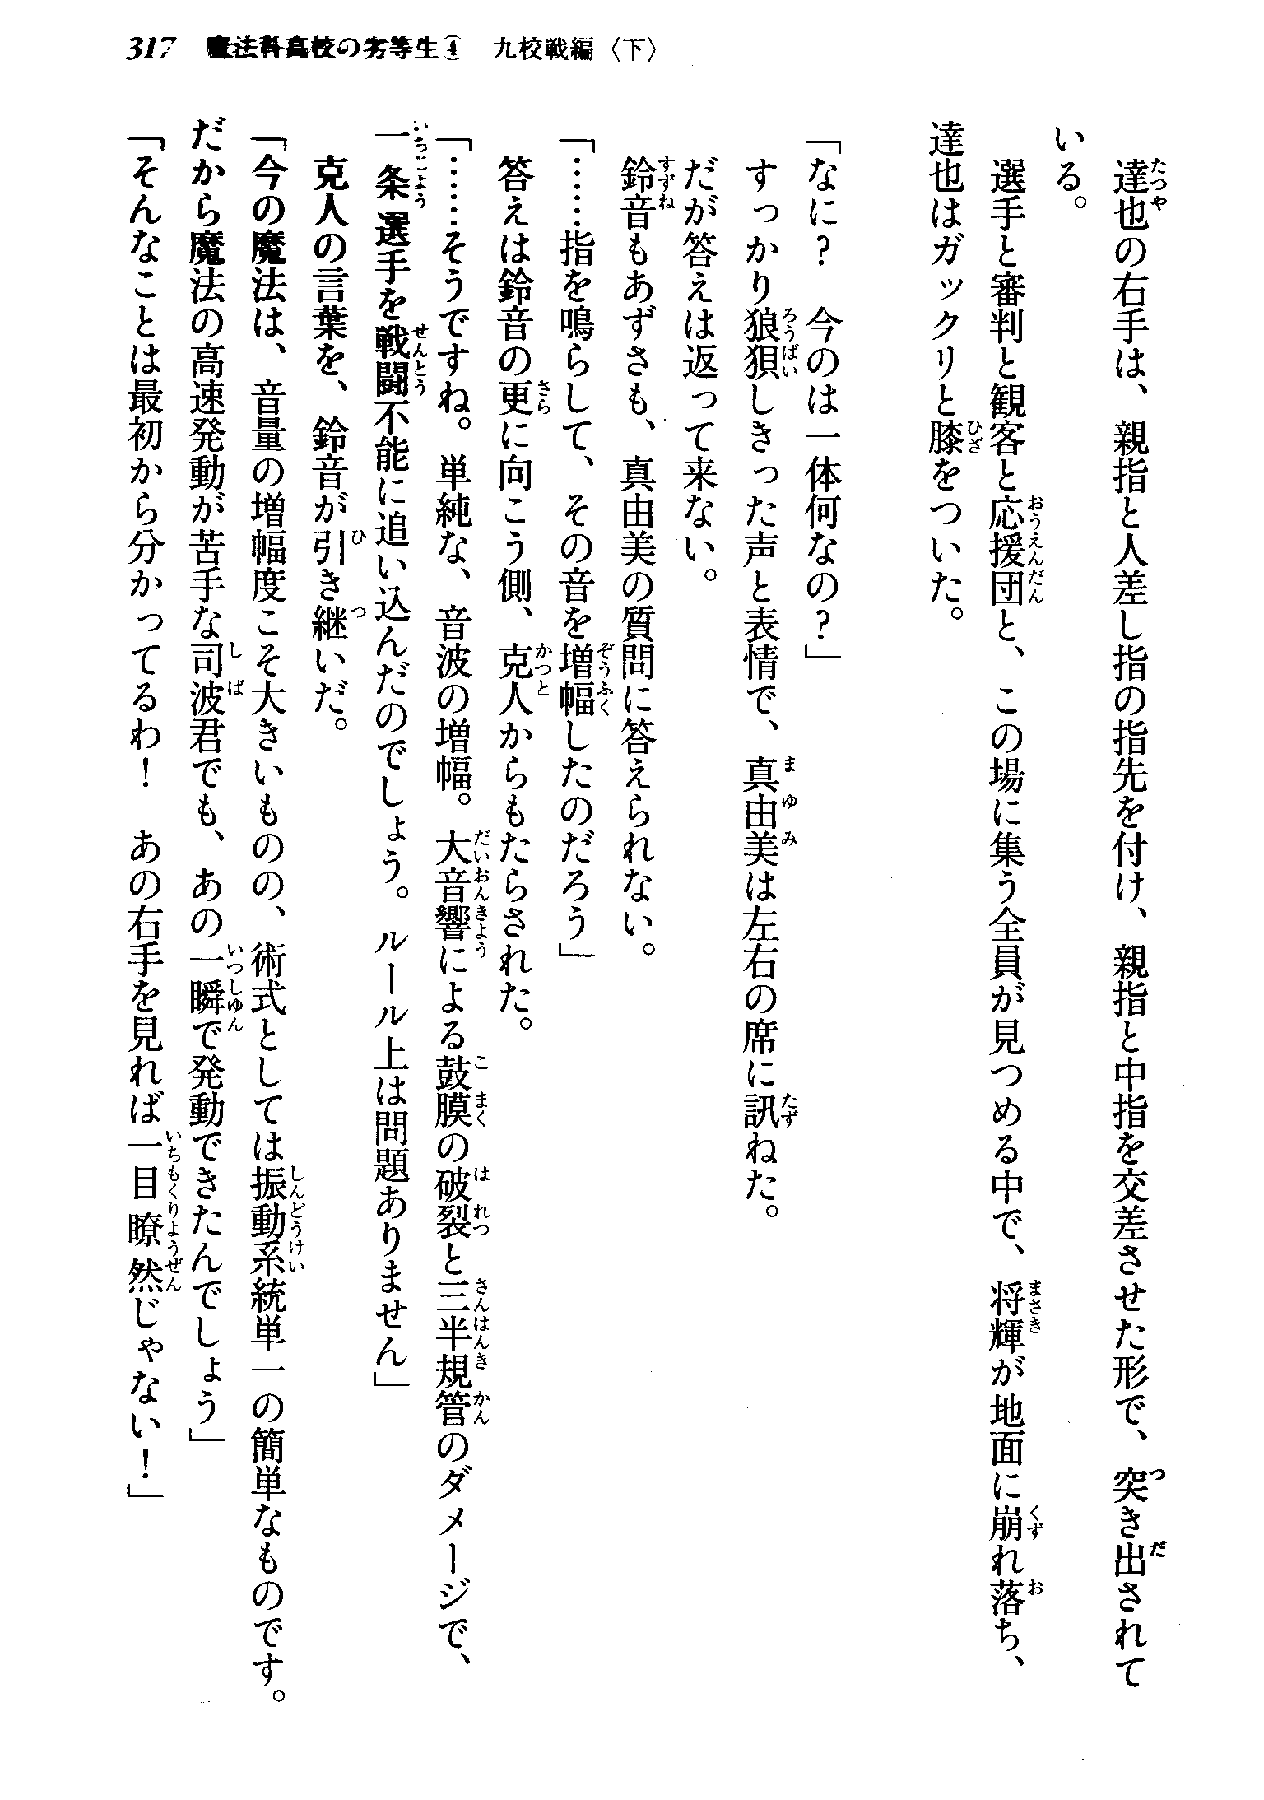 317　魔法科高校の劣等生④　九校戦編〈下〉
　達也の右手は、親指と人差し指の指先を付け、親指と中指を交差させた形で、突き出されて
いる。
　選手と審判と観客と応援団と、この場に集う全員が見つめる中で、将輝が地面に崩れ落ち、
達也はガックリと膝をついた。
「なに？　今のは一体何なの？」
　すっかり狼狽しきった声と表情で、真由美は左右の席に訊ねた。
　だが答えは返って来ない。
　鈴音もあずさも、真由美の質問に答えられない。
「……指を鳴らして、その音を増幅したのだろう」
　答えは鈴音の更に向こう側、克人からもたらされた。
「……そうですね。単純な、音波の増幅。大音響による鼓膜の破裂と三半規管のダメージで、
一条選手を戦闘不能に追い込んだのでしょう。ルール上は問題ありません」
　克人の言葉を、鈴音が引き継いだ。
「今の魔法は、音量の増幅度こそ大きいものの、術式としては振動系統単一の簡単なものです。
だから魔法の高速発動が苦手な司波君でも、あの一瞬で発動できたんでしょう」
「そんなことは最初から分かってるわ！　あの右手を見れば一目瞭然じゃない！」